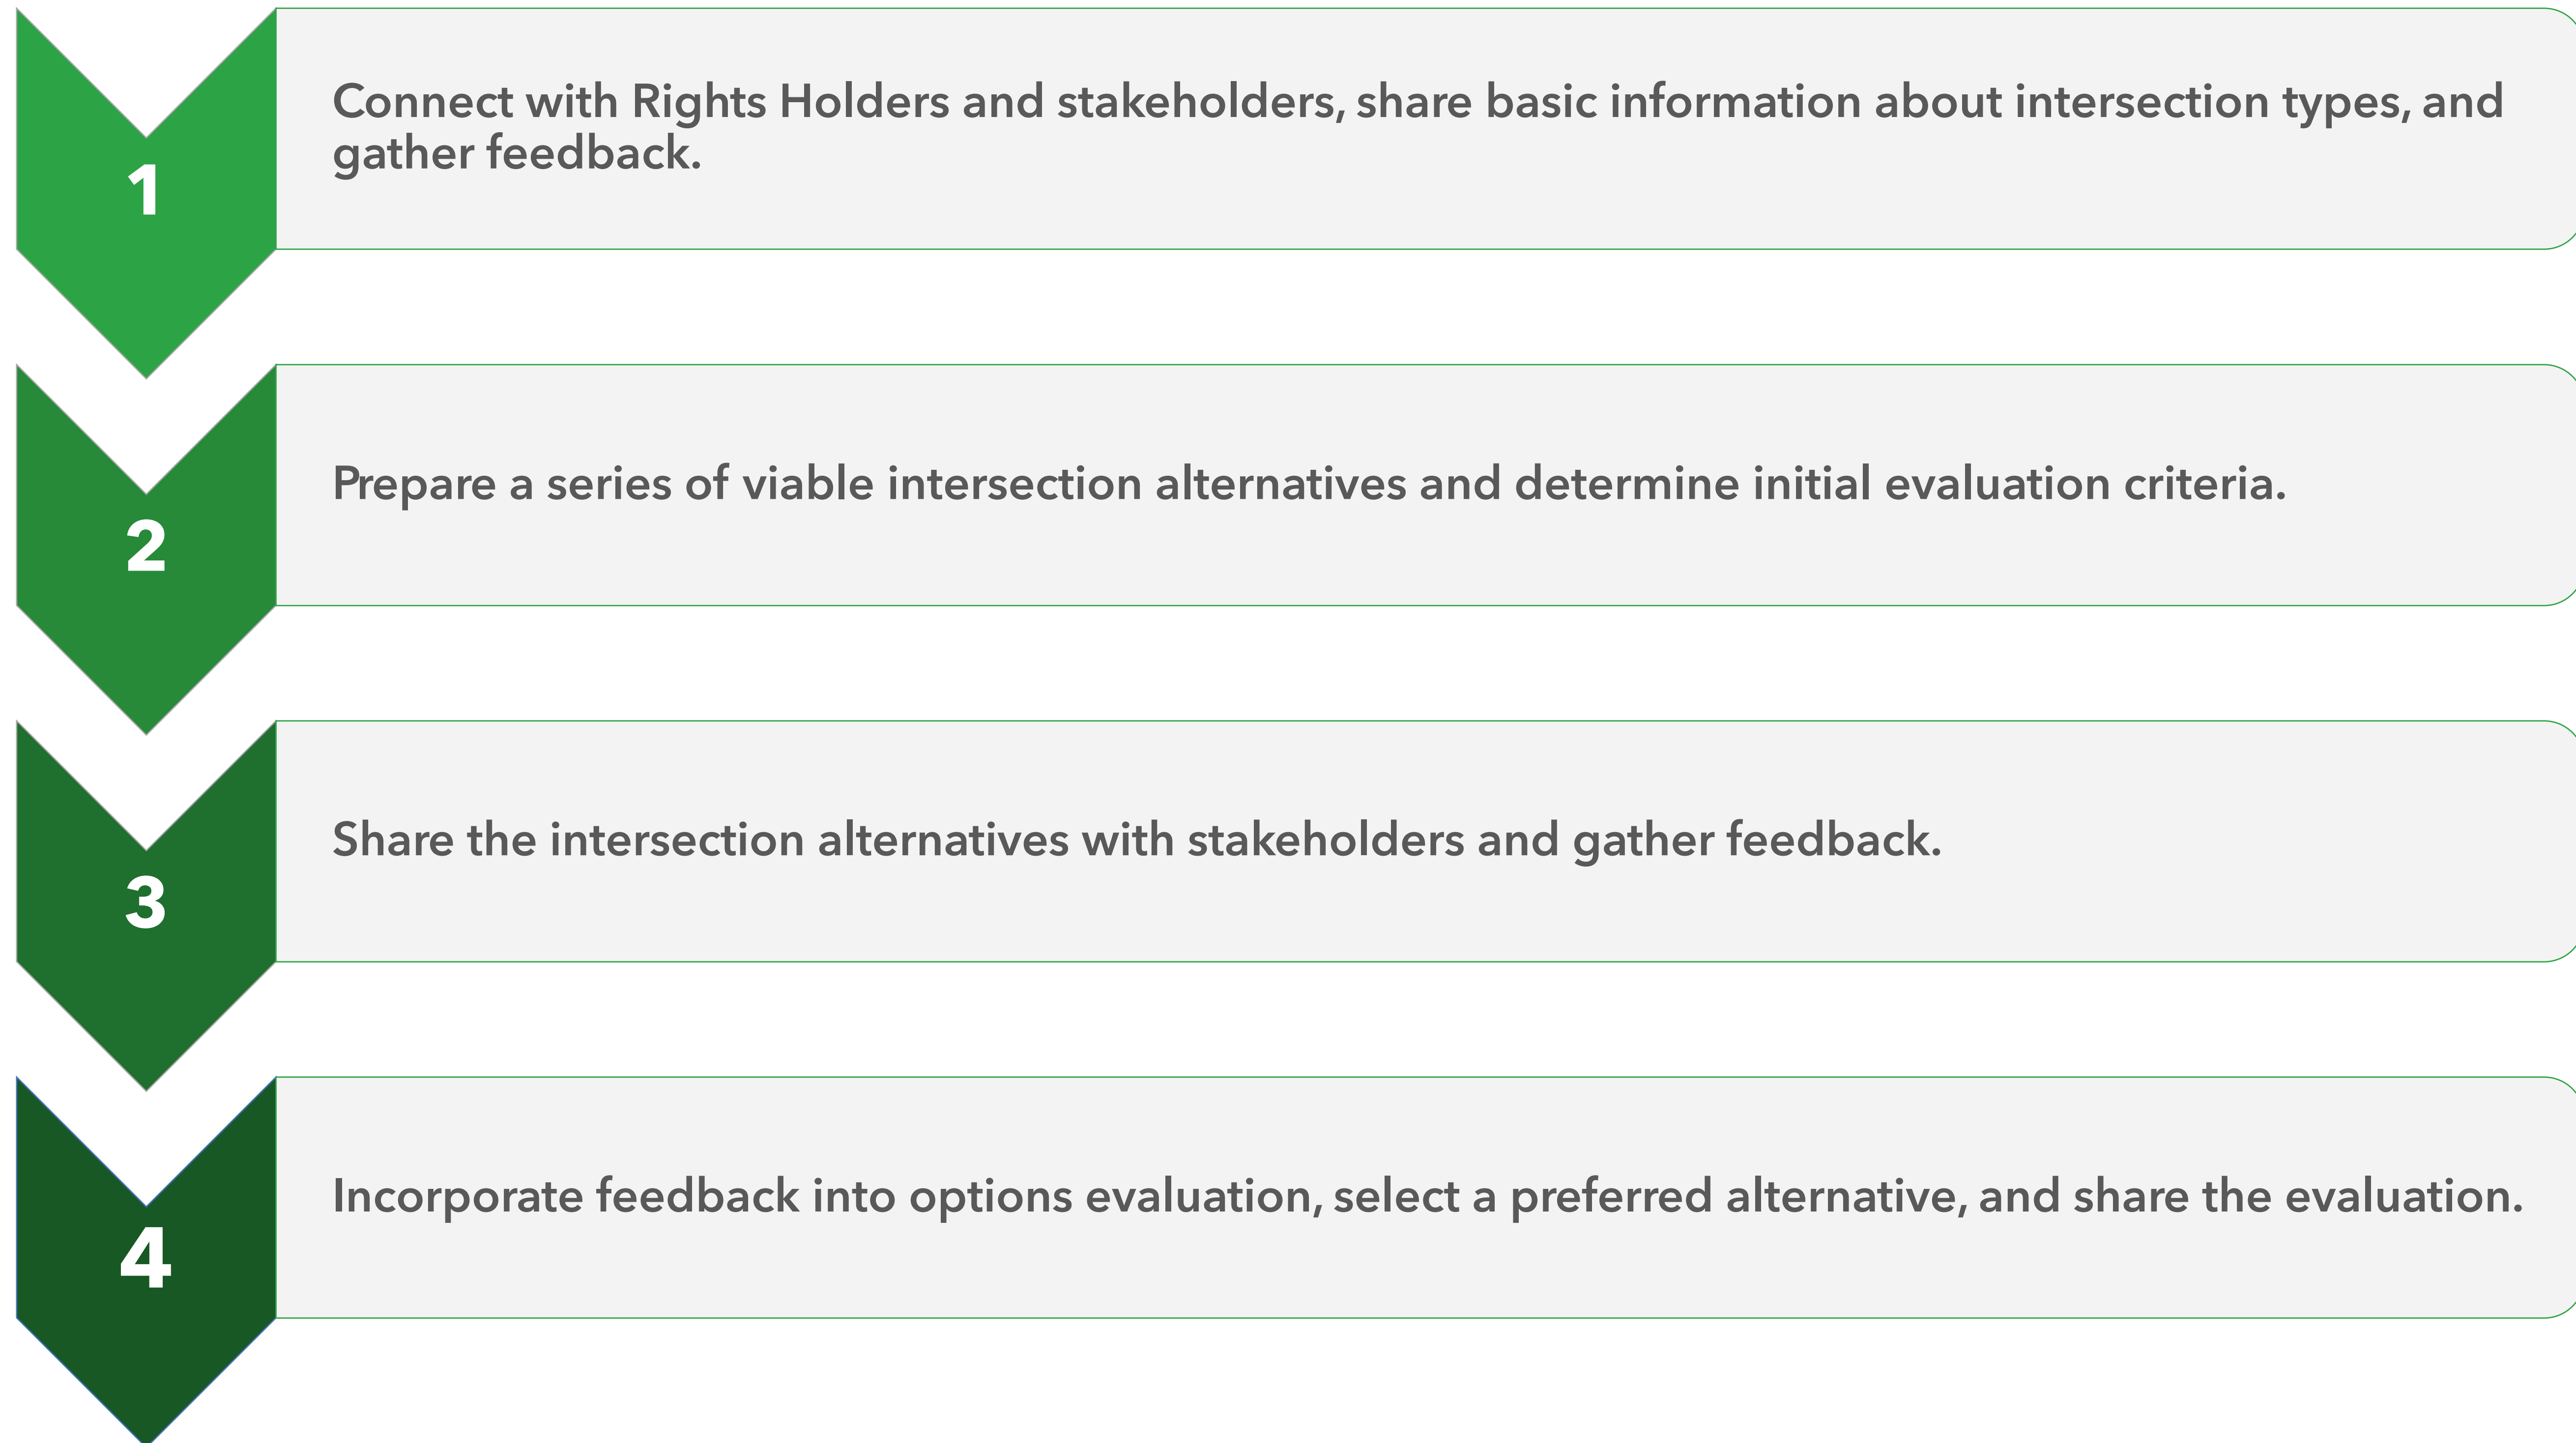 Connect with Rights Holders and stakeholders, share basic information about intersection types, and
gather feedback.
1
Prepare a series of viable intersection alternatives and determine initial evaluation criteria.
2
Share the intersection alternatives with stakeholders and gather feedback.
3
Incorporate feedback into options evaluation, select a preferred alternative, and share the evaluation.
4